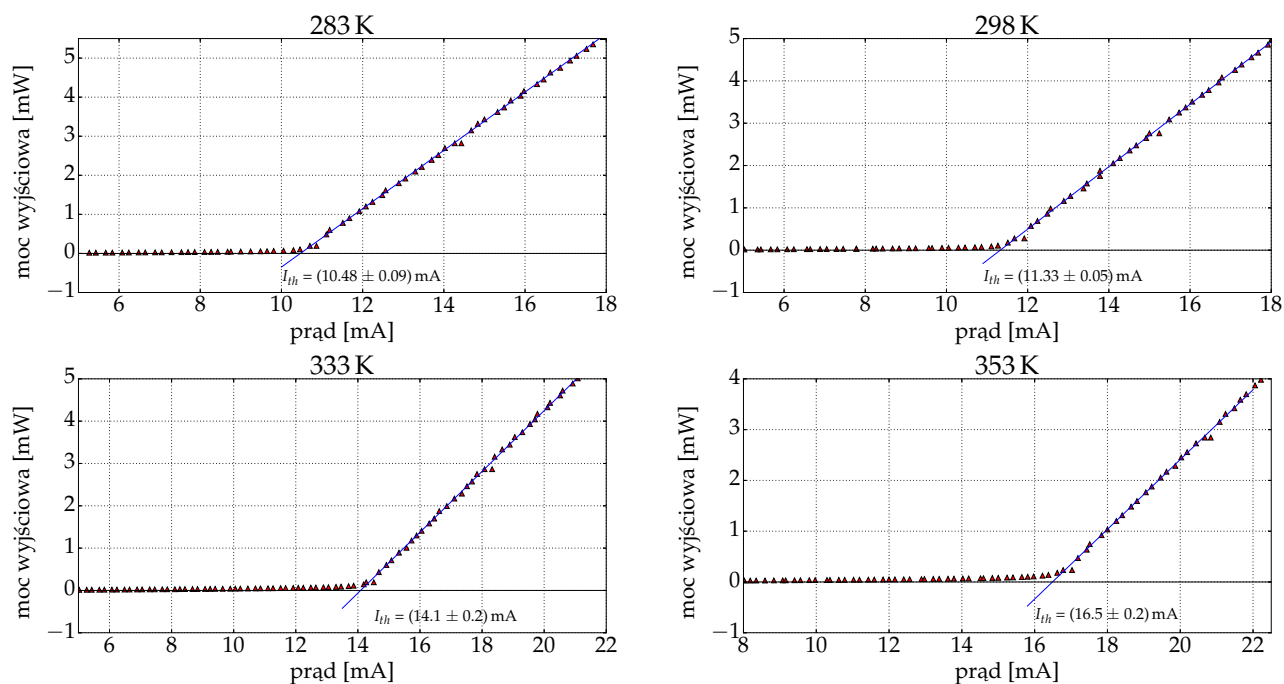 283 K
moc wyjściowa [mW]
5
4
3
2
1
0
−1
I_th = (10.48 ± 0.09) mA
6 8 10 12 14 16 18
prąd [mA]
298 K
moc wyjściowa [mW]
5
4
3
2
1
0
−1
I_th = (11.33 ± 0.05) mA
6 8 10 12 14 16 18
prąd [mA]
333 K
moc wyjściowa [mW]
5
4
3
2
1
0
−1
I_th = (14.1 ± 0.2) mA
6 8 10 12 14 16 18 20 22
prąd [mA]
353 K
moc wyjściowa [mW]
4
3
2
1
0
−1
I_th = (16.5 ± 0.2) mA
8 10 12 14 16 18 20 22
prąd [mA]